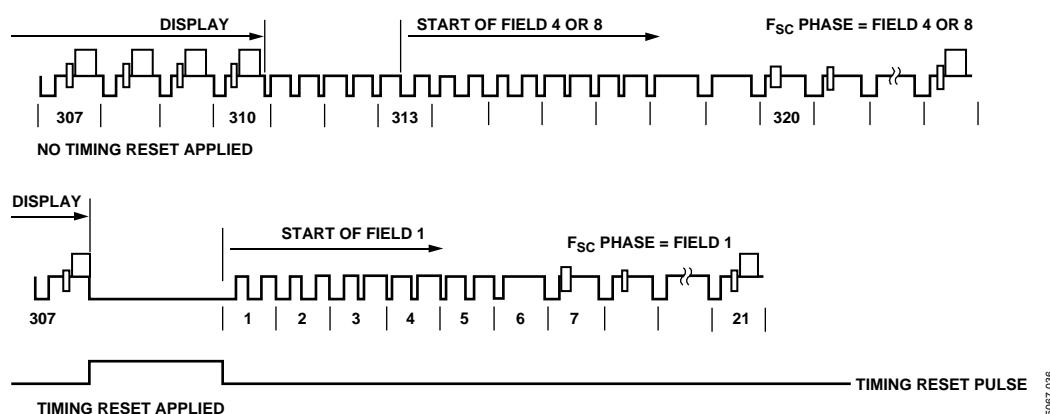 DISPLAY
START OF FIELD 4 OR 8
FSC PHASE = FIELD 4 OR 8
307 310 313 320
NO TIMING RESET APPLIED
DISPLAY
START OF FIELD 1
FSC PHASE = FIELD 1
307 1 2 3 4 5 6 7 21
TIMING RESET PULSE
TIMING RESET APPLIED